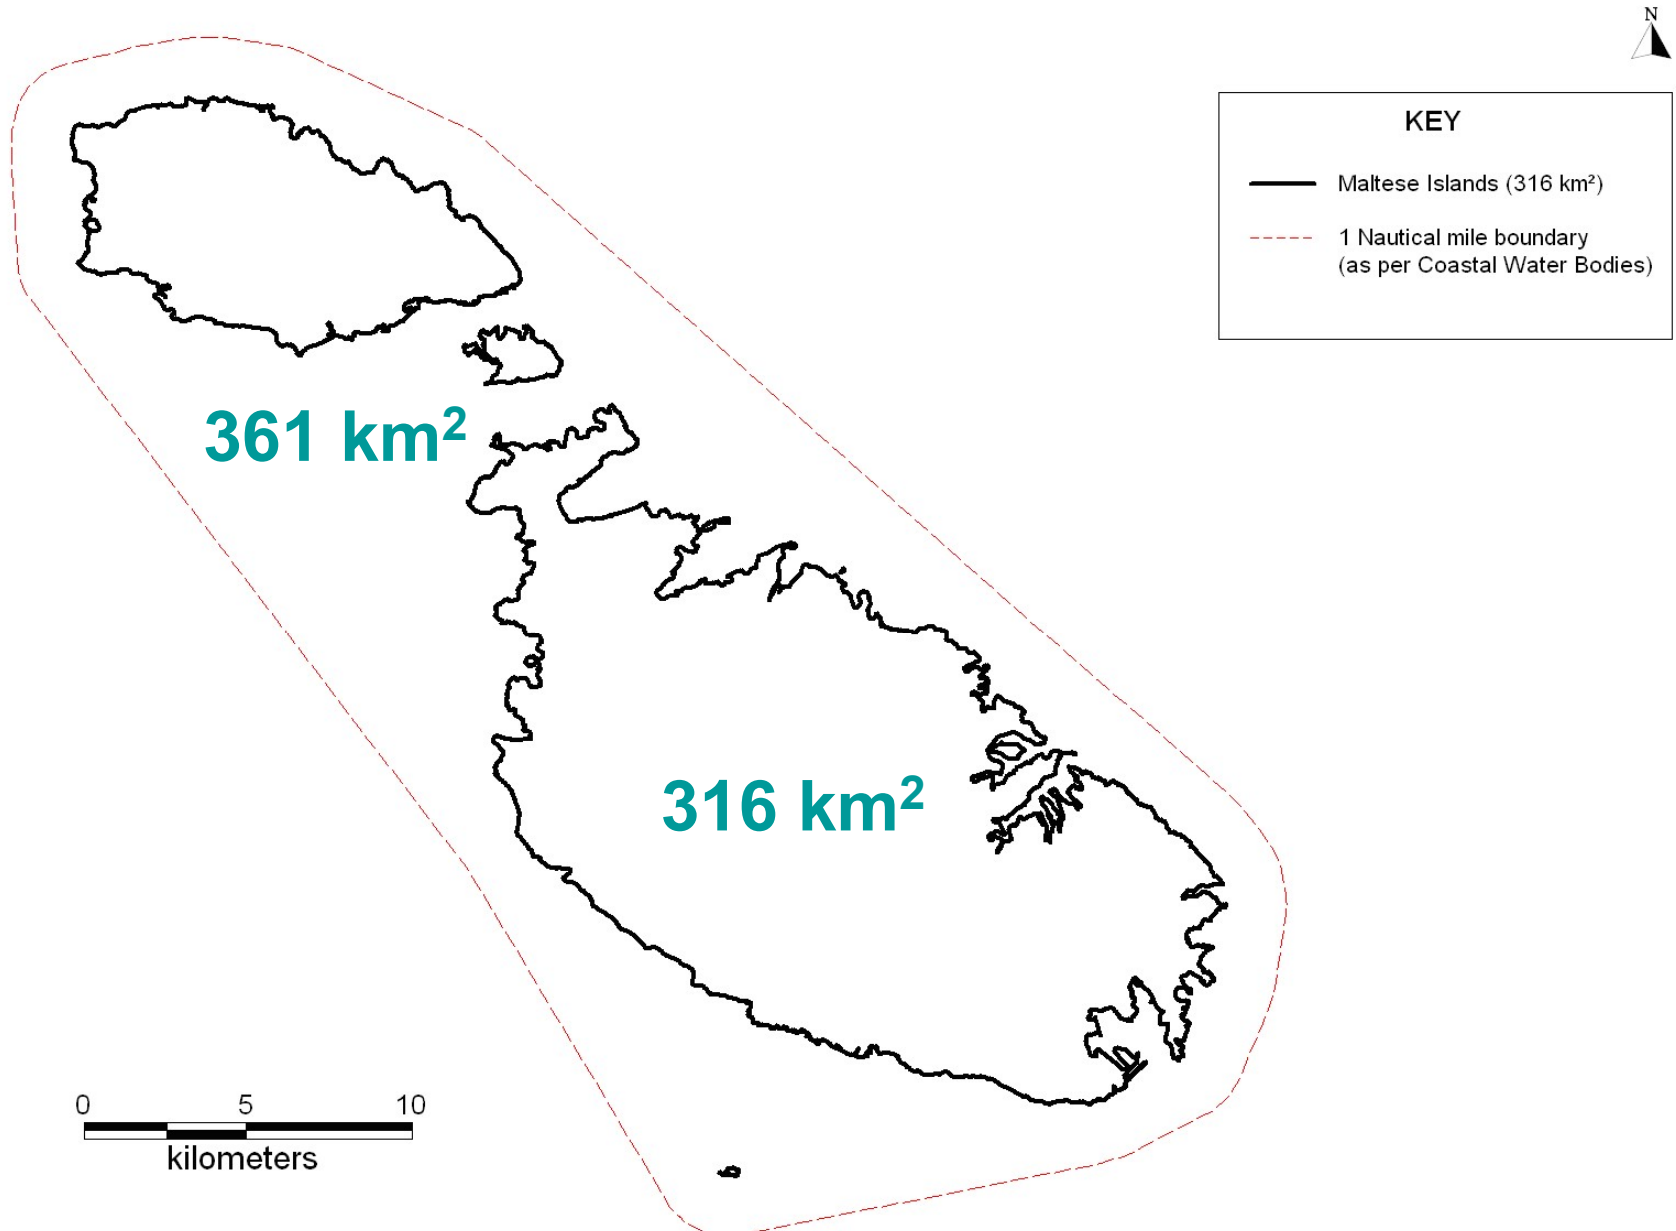 N
KEY
Maltese Islands (316 km²)
1 Nautical mile boundary
(as per Coastal Water Bodies)
361 km²
316 km²
0 5 10
kilometers